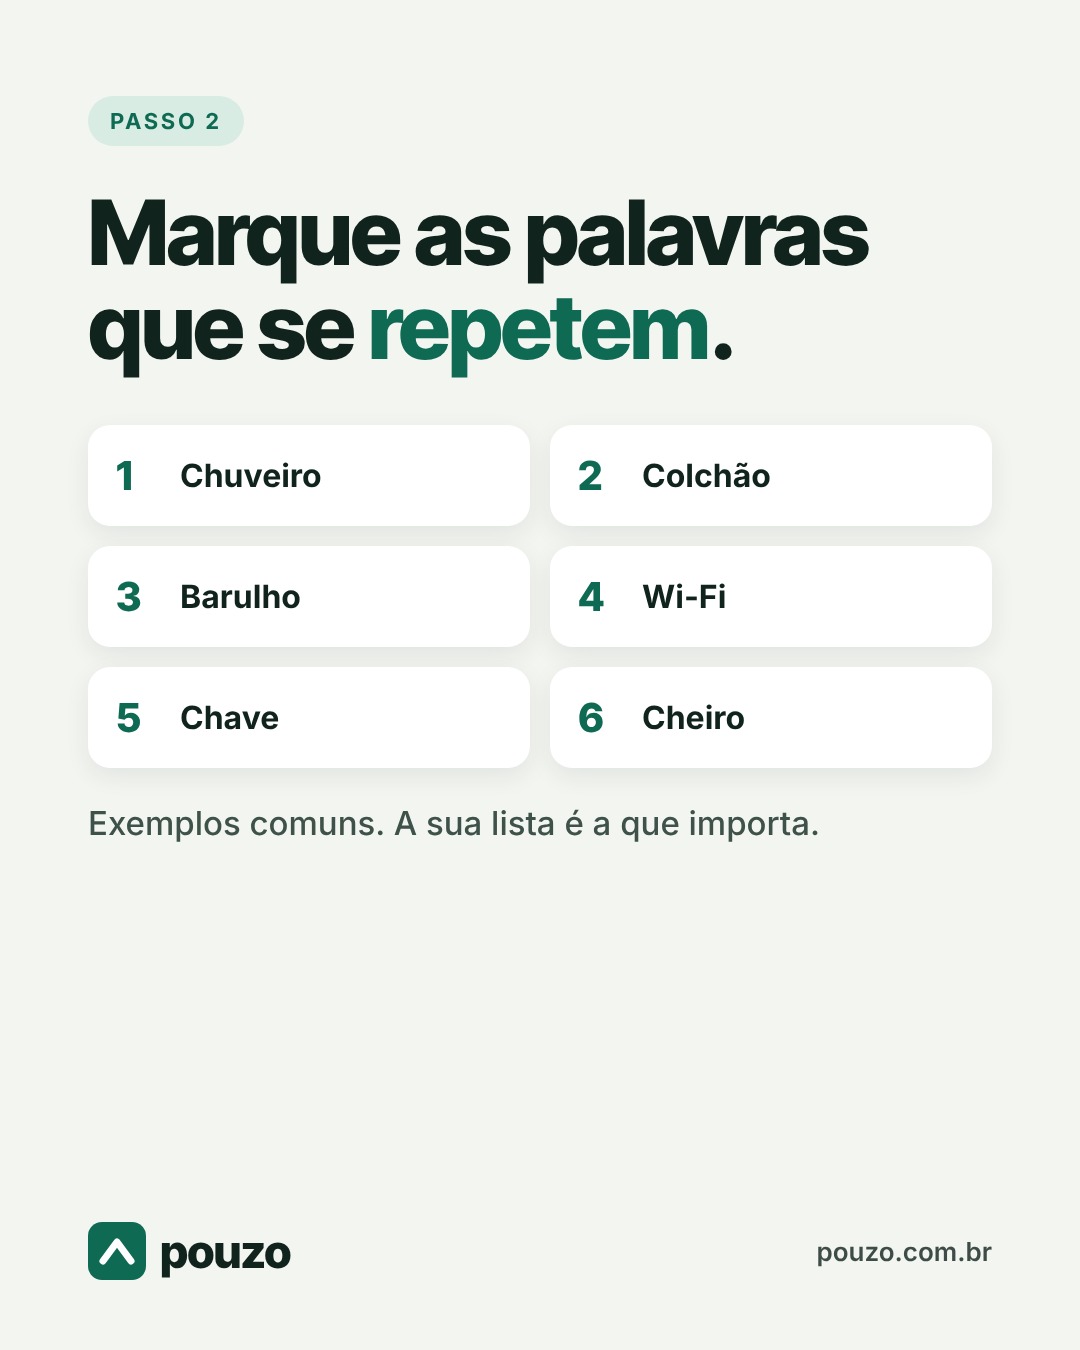 PASSO 2
Marque as palavras
que se repetem.
1 Chuveiro
2 Colchão
3 Barulho
4 Wi-Fi
5 Chave
6 Cheiro
Exemplos comuns. A sua lista é a que importa.
pouzo
pouzo.com.br